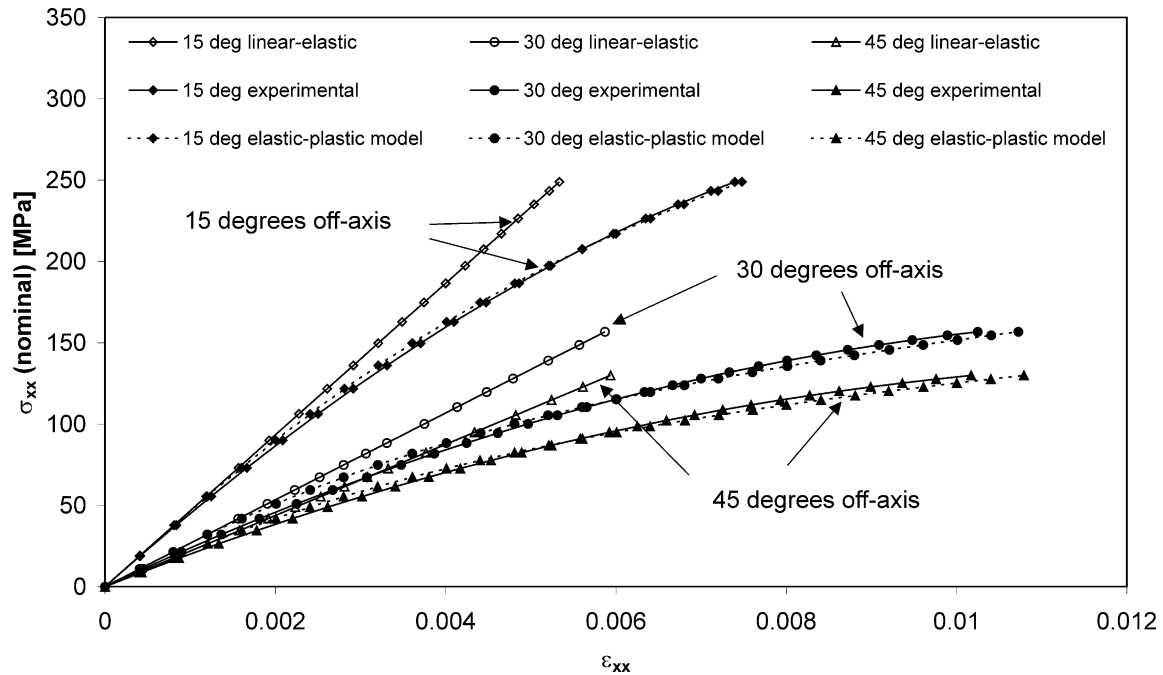 350
15 deg linear-elastic 30 deg linear-elastic 45 deg linear-elastic
15 deg experimental 30 deg experimental 45 deg experimental
15 deg elastic-plastic model 30 deg elastic-plastic model 45 deg elastic-plastic model
300
250
200
150
100
50
0
σxx (nominal) [MPa]
15 degrees off-axis
30 degrees off-axis
45 degrees off-axis
0 0.002 0.004 0.006 0.008 0.01 0.012
εxx